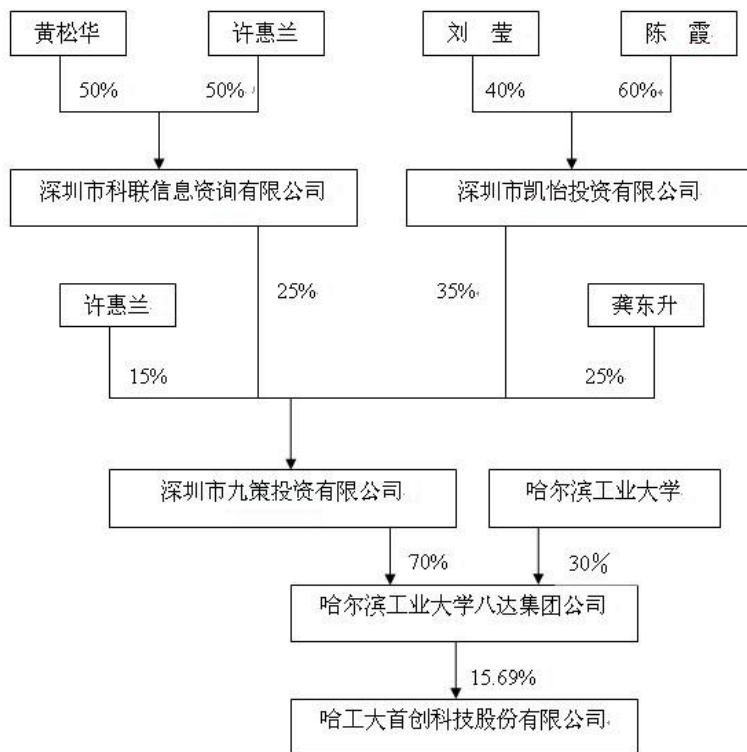 黄松华 许惠兰 刘 莹 陈 霞
50% 50% 40% 60%
深圳市科联信息资询有限公司 深圳市凯怡投资有限公司
25% 35%
许惠兰 龚东升
15% 25%
深圳市九策投资有限公司 哈尔滨工业大学
70% 30%
哈尔滨工业大学八达集团公司
15.69%
哈工大首创科技股份有限公司